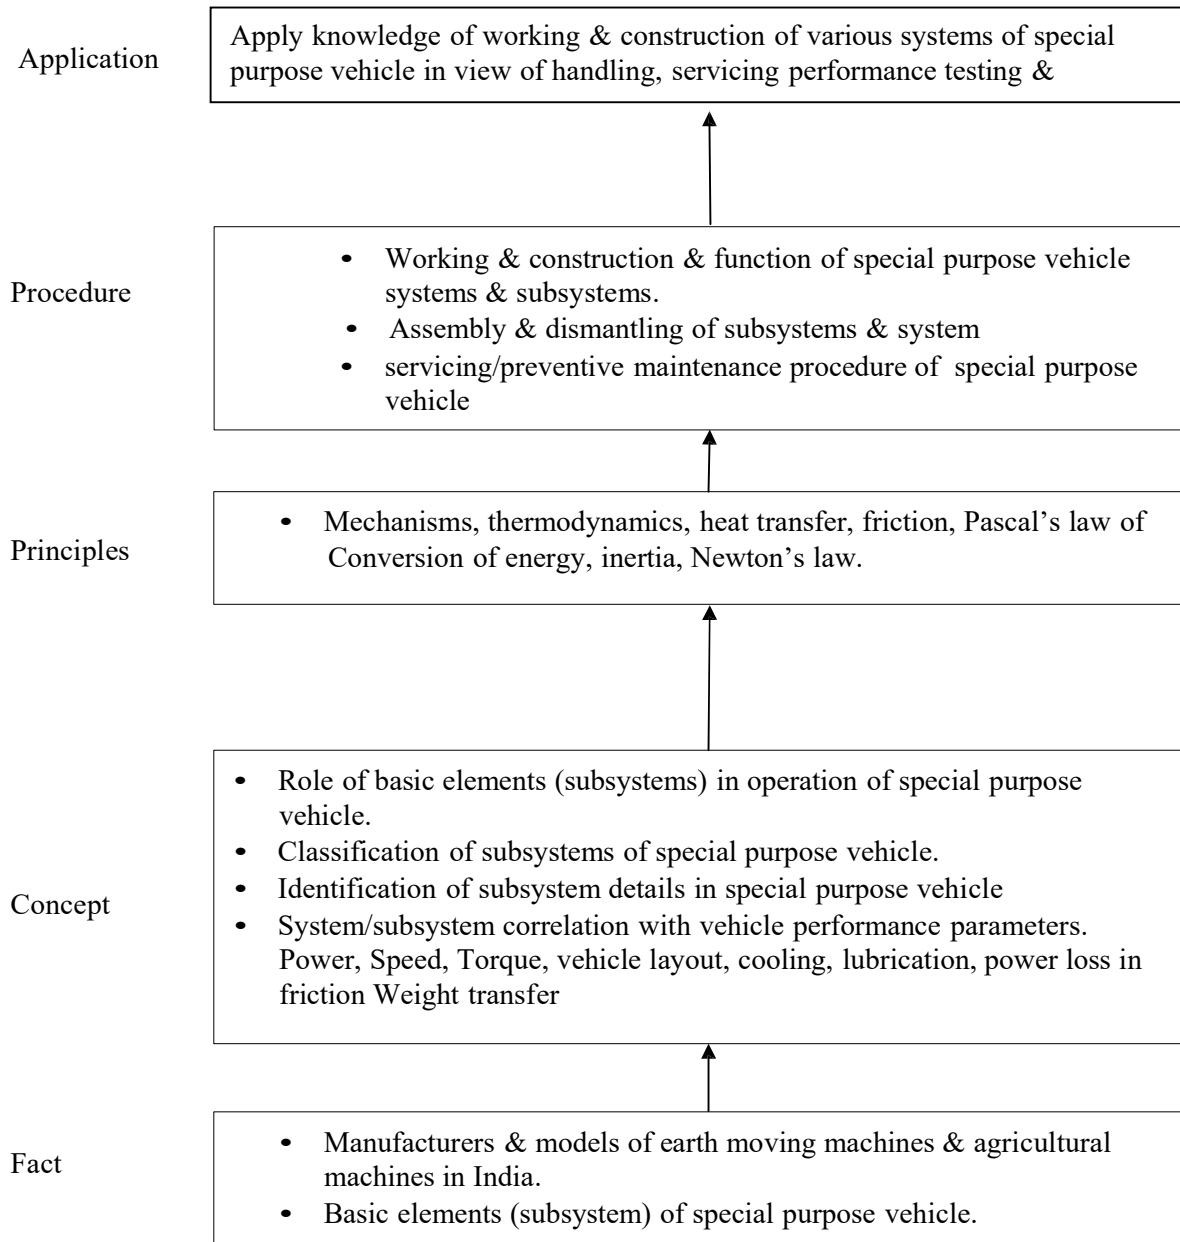 Application
Apply knowledge of working & construction of various systems of special
purpose vehicle in view of handling, servicing performance testing &
Procedure
• Working & construction & function of special purpose vehicle
systems & subsystems.
• Assembly & dismantling of subsystems & system
• servicing/preventive maintenance procedure of special purpose
vehicle
Principles
• Mechanisms, thermodynamics, heat transfer, friction, Pascal’s law of
Conversion of energy, inertia, Newton’s law.
Concept
• Role of basic elements (subsystems) in operation of special purpose
vehicle.
• Classification of subsystems of special purpose vehicle.
• Identification of subsystem details in special purpose vehicle
• System/subsystem correlation with vehicle performance parameters.
Power, Speed, Torque, vehicle layout, cooling, lubrication, power loss in
friction Weight transfer
Fact
• Manufacturers & models of earth moving machines & agricultural
machines in India.
• Basic elements (subsystem) of special purpose vehicle.